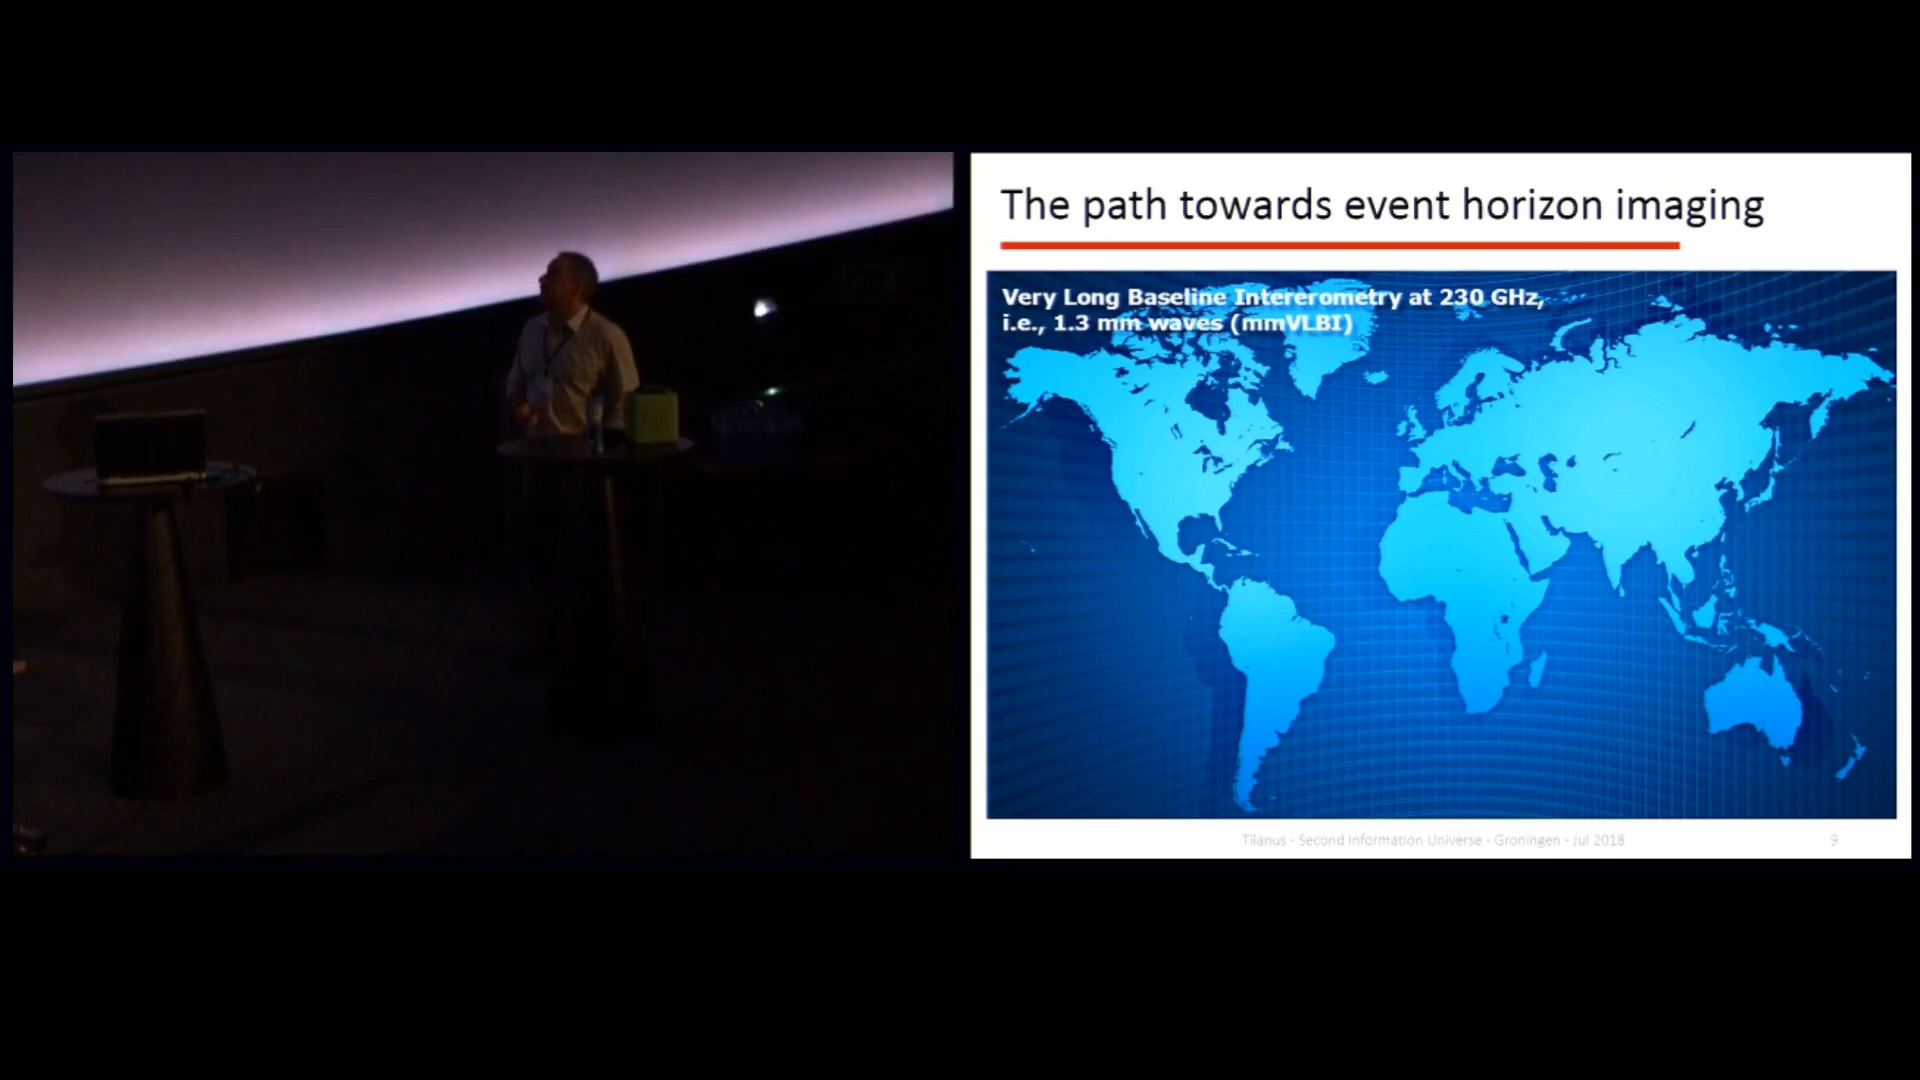 The path towards event horizon imaging
Very Long Baseline Intererometry at 230 GHz,
i.e., 1.3 mm waves (mmVLBI)
Tilanus - Second Information Universe - Groningen - Jul 2018
9